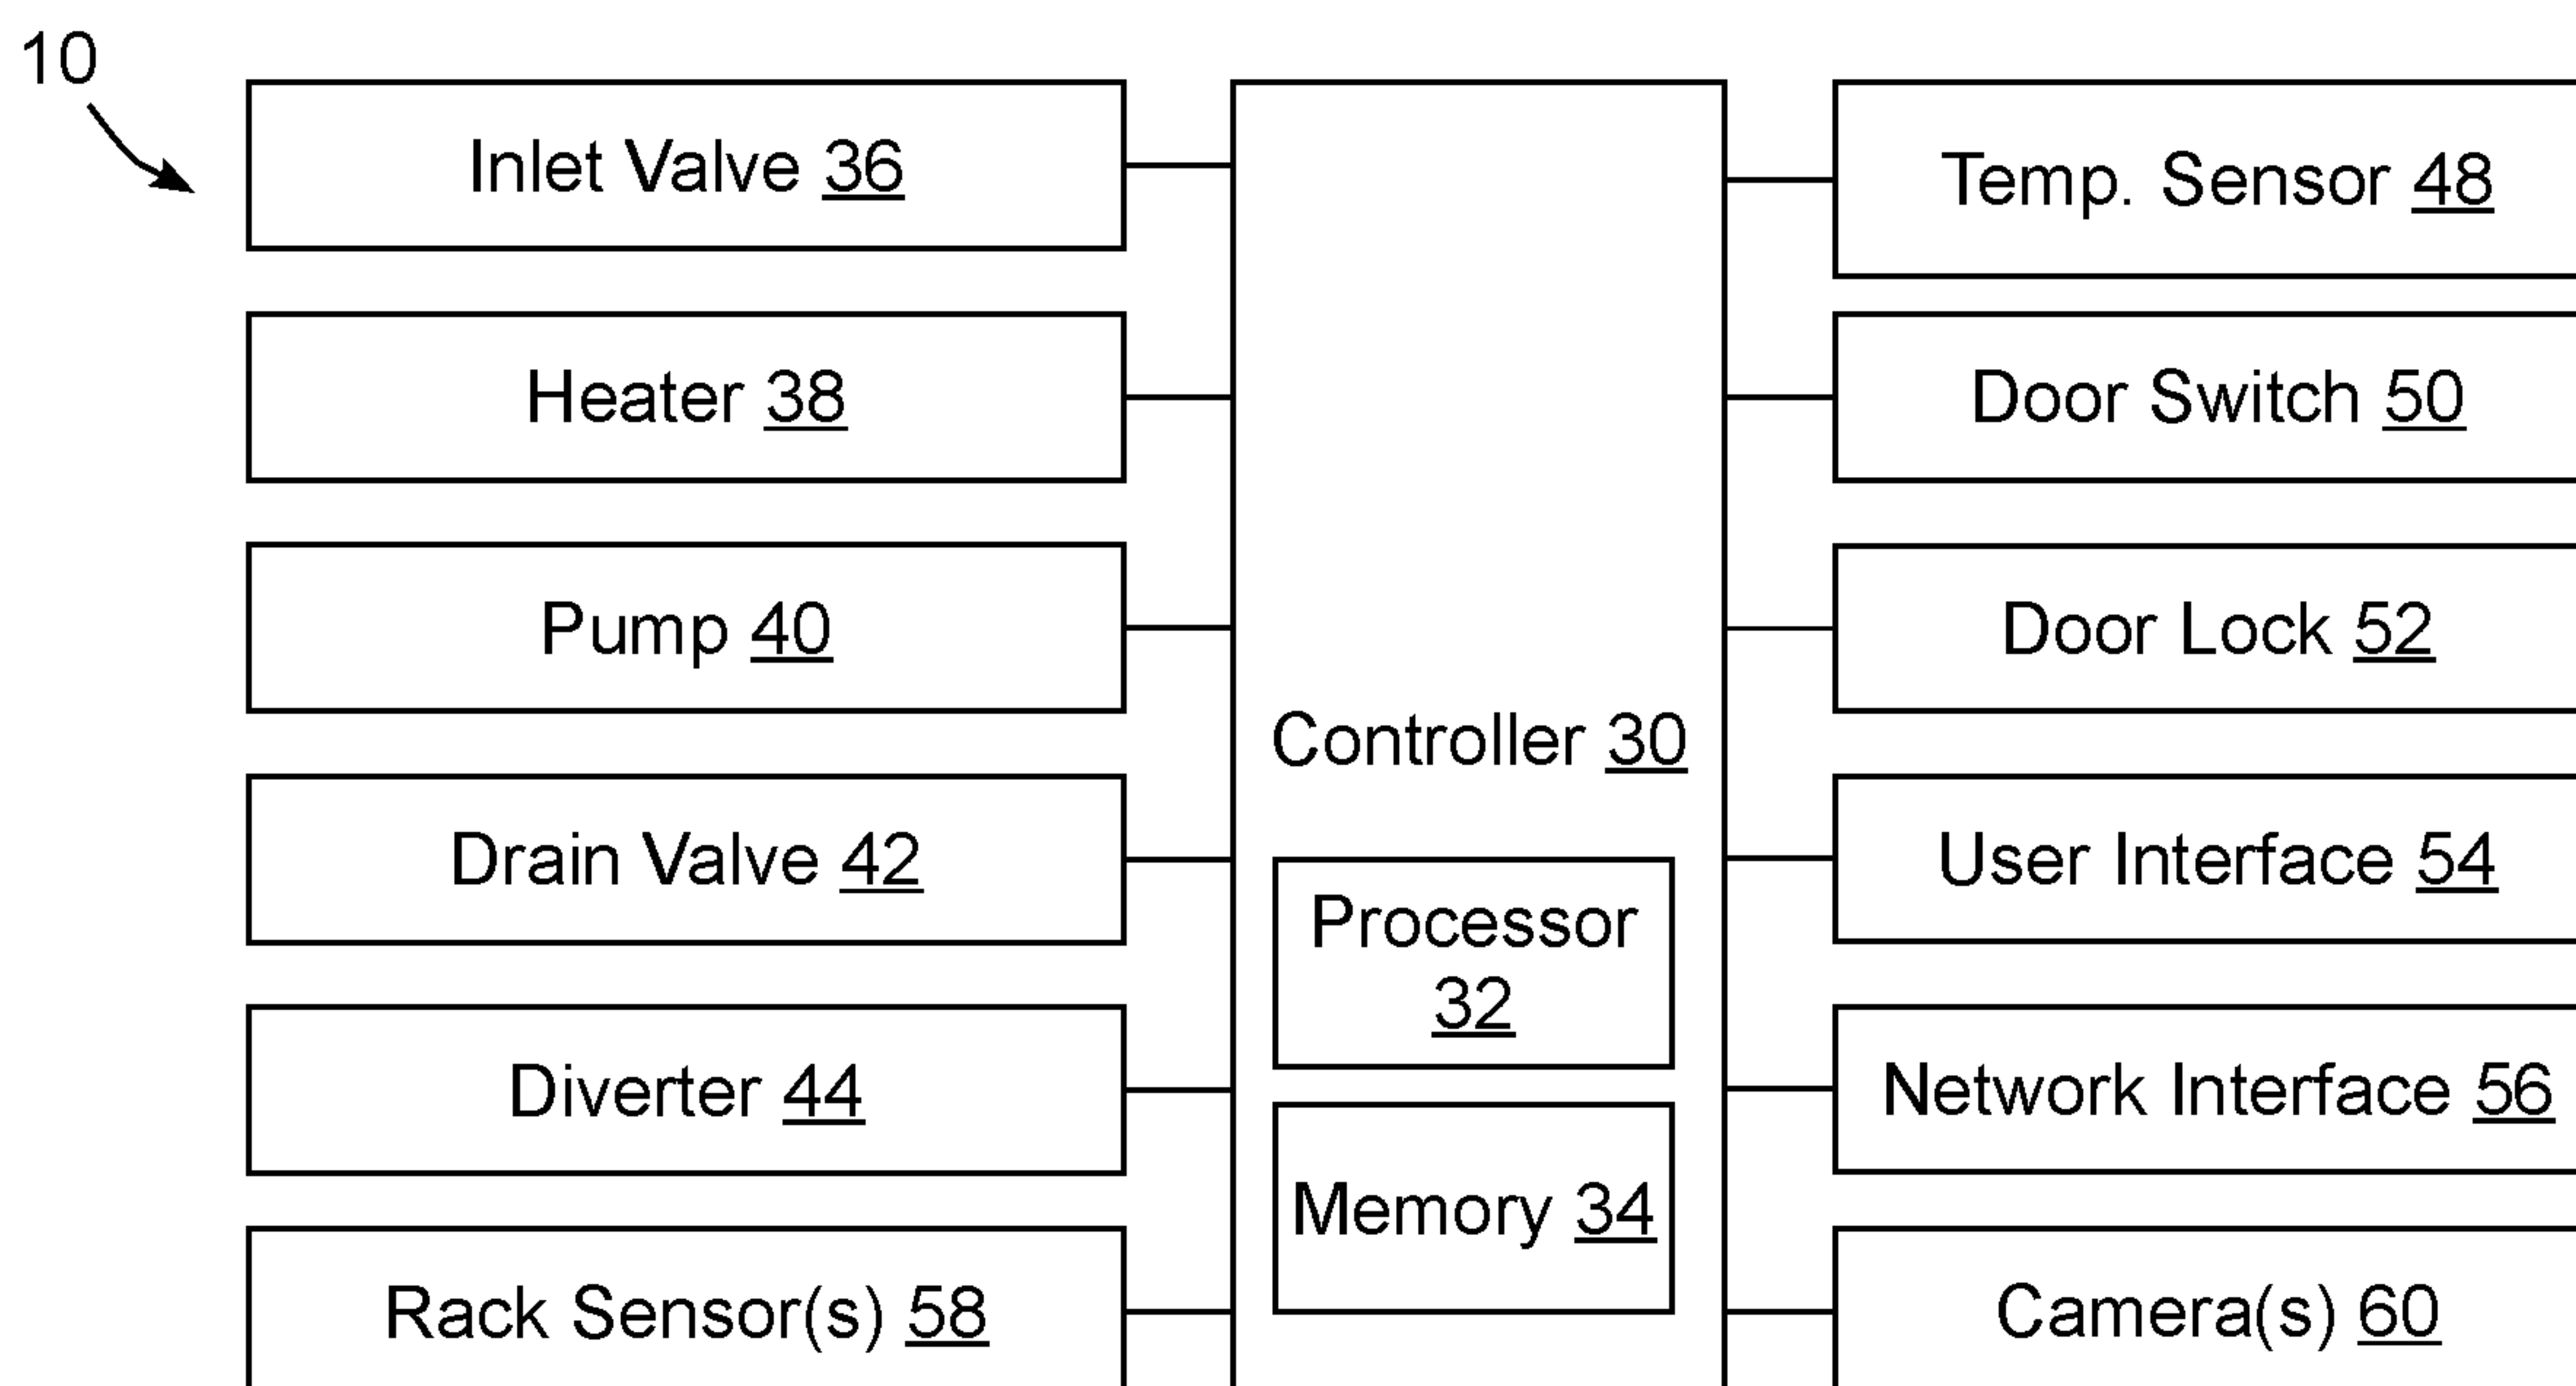 10
Inlet Valve 36
Heater 38
Pump 40
Drain Valve 42
Diverter 44
Rack Sensor(s) 58
Controller 30
Processor
32
Memory 34
Temp. Sensor 48
Door Switch 50
Door Lock 52
User Interface 54
Network Interface 56
Camera(s) 60